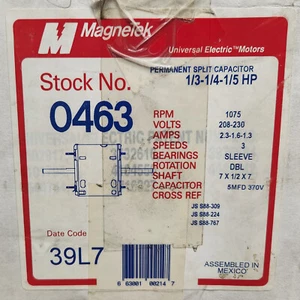 Magnetek
Universal Electric™ Motors
PERMANENT SPLIT CAPACITOR
1/3-1/4-1/5 HP
Stock No.
0463
RPM 1075
VOLTS 208-230
AMPS 2.3-1.6-1.3
SPEEDS 3
BEARINGS SLEEVE
ROTATION DBL
SHAFT 7 X 1/2 X 7
CAPACITOR 5MFD 370V
CROSS REF
JS S88-309
JS S88-224
JS S88-767
Date Code
39L7
6 63001 00214 7
ASSEMBLED IN
MEXICO